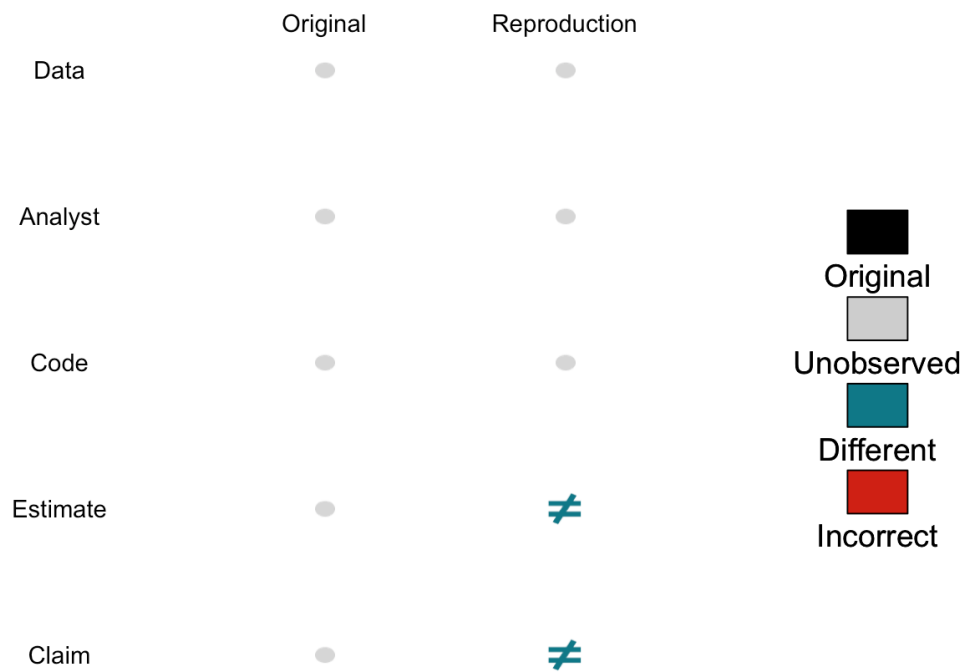 Original Reproduction
Data
Analyst
Code
Estimate ≠
Claim ≠
Original
Unobserved
Different
Incorrect